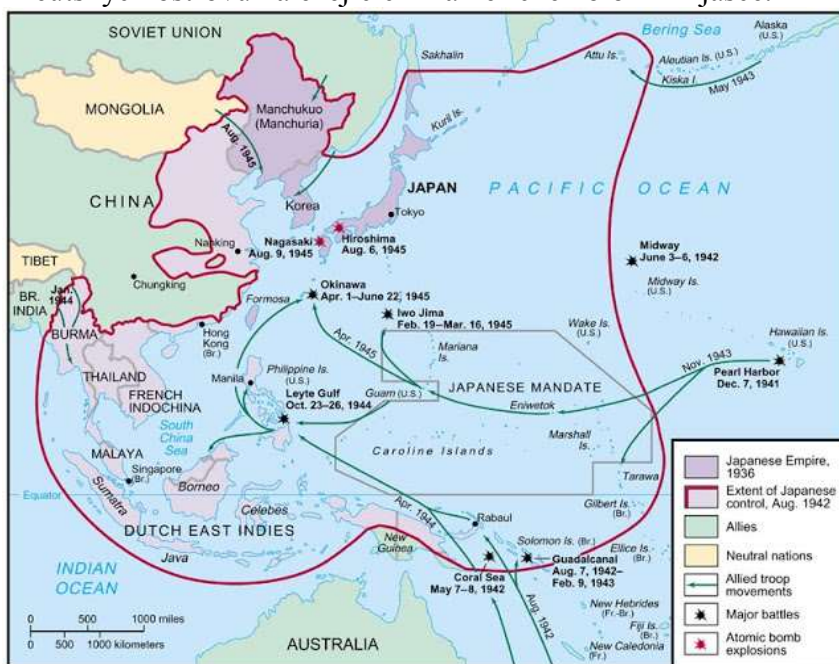 SOVIET UNION
Bering Sea
Alaska
(U.S.)
Sakhalin
Attu Is.
Aleutian Is. (U.S.)
Kiska I.
May 1943
MONGOLIA
Manchukuo
(Manchuria)
Kuril Is.
Aug. 1945
CHINA
Korea
JAPAN
Tokyo
PACIFIC OCEAN
Nanking
Nagasaki
Aug. 9, 1945
Hiroshima
Aug. 6, 1945
Midway
June 3–6, 1942
Midway Is.
(U.S.)
TIBET
Chungking
Jan.
1944
BR.
INDIA
BURMA
Okinawa
Apr. 1–June 22, 1945
Formosa
Iwo Jima
Feb. 19–Mar. 16, 1945
Hong
Kong
(Br.)
Apr. 1945
Mariana
Is.
Wake Is.
(U.S.)
Hawaiian Is.
(U.S.)
Nov. 1943
Pearl Harbor
Dec. 7, 1941
THAILAND
FRENCH
INDOCHINA
Manila
Philippine Is.
(U.S.)
Leyte Gulf
Oct. 23–26, 1944
Guam (U.S.)
JAPANESE MANDATE
Eniwetok
South
China
Sea
Marshall
Is.
Caroline Islands
Tarawa
MALAYA
Singapore
(Br.)
Borneo
Sumatra
Celebes
Equator
DUTCH EAST INDIES
Java
Apr. 1944
Rabaul
Gilbert Is.
(Br.)
New
Guinea
Solomon Is. (Br.)
Ellice Is.
(Br.)
Guadalcanal
Aug. 7, 1942–
Feb. 9, 1943
Coral Sea
May 7–8, 1942
INDIAN
OCEAN
Aug. 1942
New Hebrides
(Fr.-Br.)
Fiji Is.
(Br.)
New Caledonia
(Fr.)
AUSTRALIA
0 500 1000 miles
0 500 1000 kilometers
Japanese Empire,
1936
Extent of Japanese
control, Aug. 1942
Allies
Neutral nations
Allied troop
movements
Major battles
Atomic bomb
explosions